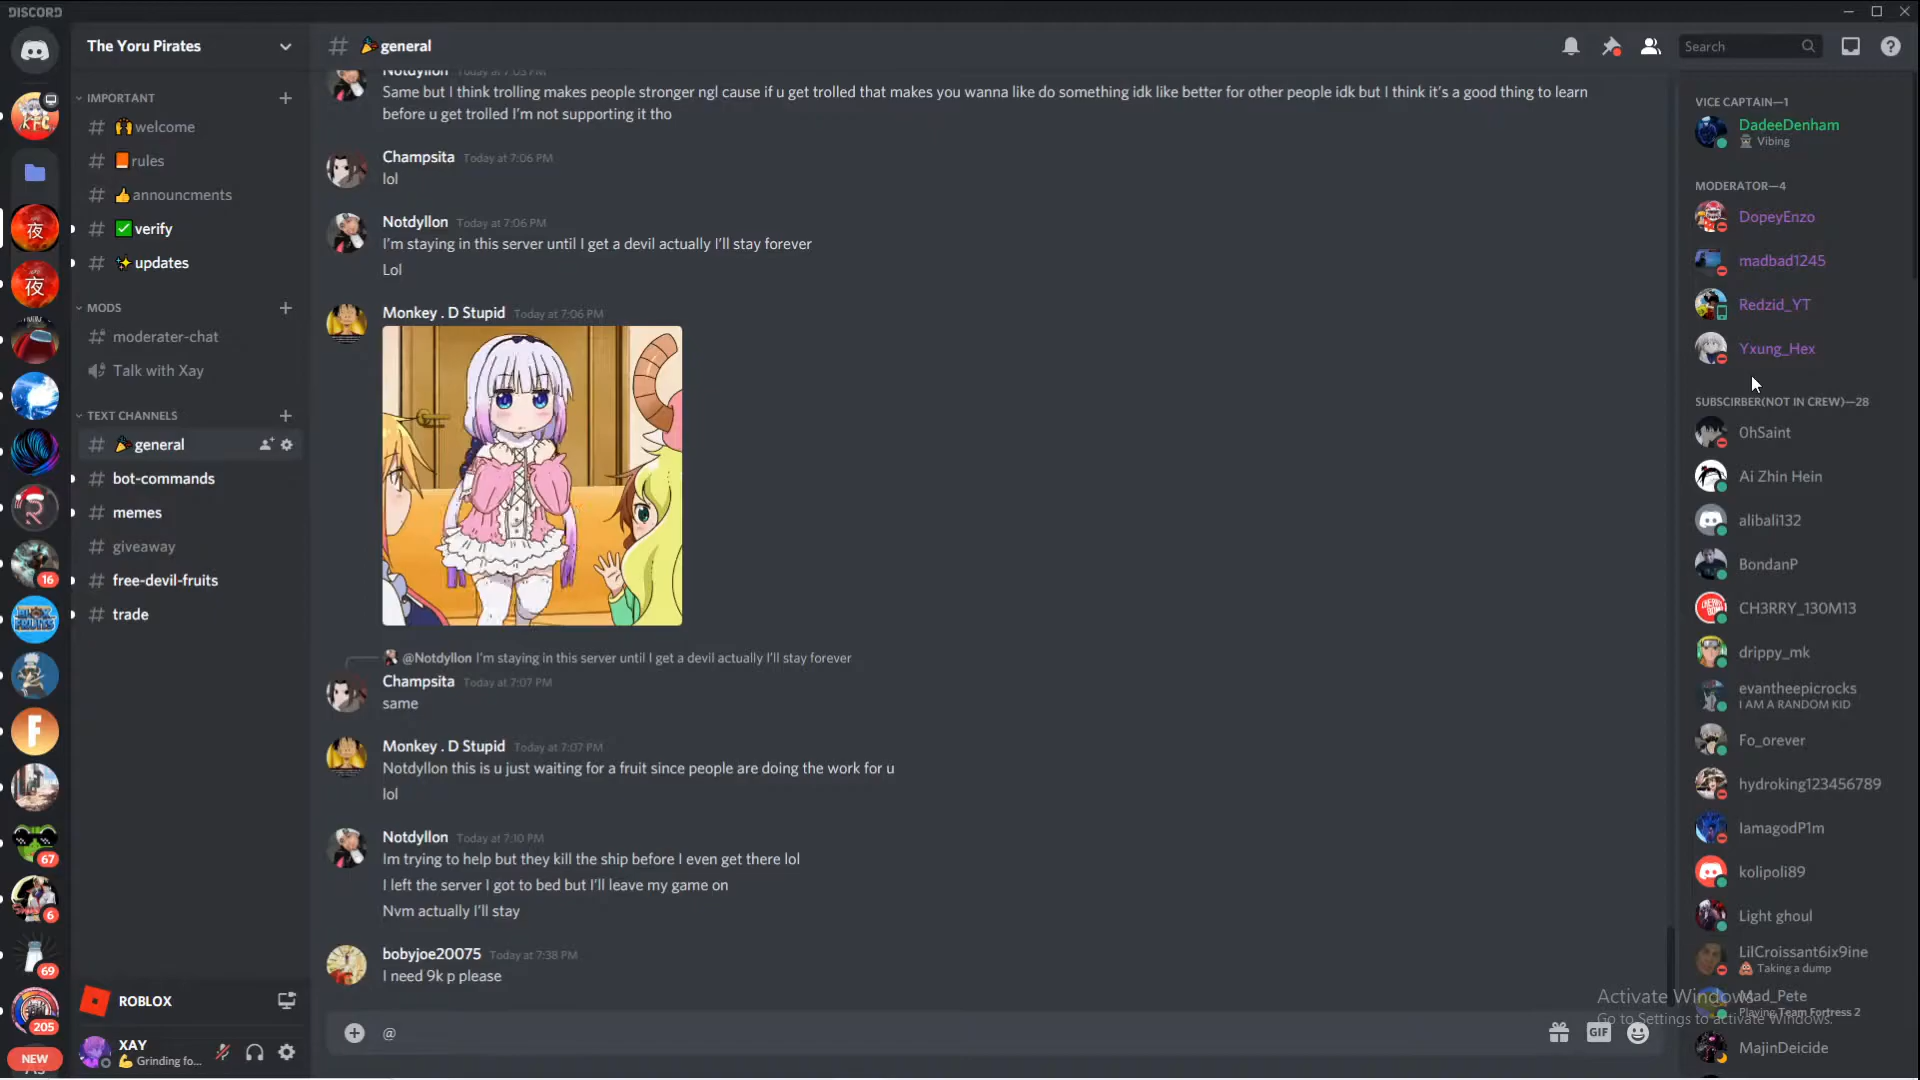 DISCORD
The Yoru Pirates
general
Search
IMPORTANT
welcome
rules
announcments
verify
updates
MODS
moderater-chat
Talk with Xay
TEXT CHANNELS
general
bot-commands
memes
giveaway
free-devil-fruits
trade
ROBLOX
XAY
Grinding fo...
KFC
夜
夜
R
F
16
67
6
69
205
NEW
Notdyllon Today at 7:05 PM
Same but I think trolling makes people stronger ngl cause if u get trolled that makes you wanna like do something idk like better for other people idk but I think it's a good thing to learn
before u get trolled I'm not supporting it tho
Champsita Today at 7:06 PM
lol
Notdyllon Today at 7:06 PM
I'm staying in this server until I get a devil actually I'll stay forever
Lol
Monkey . D Stupid Today at 7:06 PM
@Notdyllon I'm staying in this server until I get a devil actually I'll stay forever
Champsita Today at 7:07 PM
same
Monkey . D Stupid Today at 7:07 PM
Notdyllon this is u just waiting for a fruit since people are doing the work for u
lol
Notdyllon Today at 7:10 PM
Im trying to help but they kill the ship before I even get there lol
I left the server I got to bed but I'll leave my game on
Nvm actually I'll stay
bobyjoe20075 Today at 7:38 PM
I need 9k p please
@
GIF
VICE CAPTAIN—1
DadeeDenham
Vibing
MODERATOR—4
DopeyEnzo
madbad1245
Redzid_YT
Yxung_Hex
SUBSCIRBER(NOT IN CREW)—28
0hSaint
Ai Zhin Hein
alibali132
BondanP
CH3RRY_130M13
drippy_mk
evantheepicrocks
I AM A RANDOM KID
Fo_orever
hydroking123456789
IamagodP1m
kolipoli89
Light ghoul
LilCroissant6ix9ine
Taking a dump
Mad_Pete
Playing Team Fortress 2
MajinDeicide
Activate Windows
Go to Settings to activate Windows.